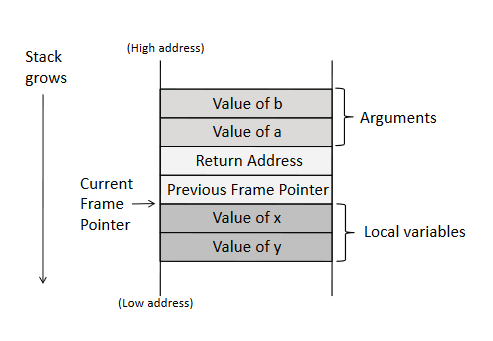 (High address)
Stack
grows
Value of b
Value of a
Arguments
Return Address
Previous Frame Pointer
Current
Frame
Pointer
Value of x
Value of y
Local variables
(Low address)